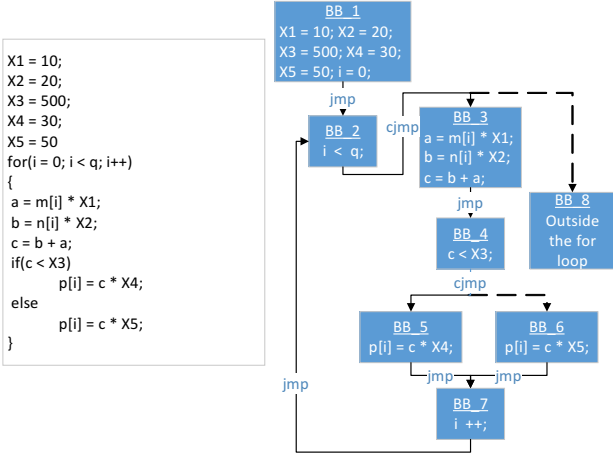 X1 = 10;
X2 = 20;
X3 = 500;
X4 = 30;
X5 = 50
for(i = 0; i < q; i++)
{
a = m[i] * X1;
b = n[i] * X2;
c = b + a;
if(c < X3)
p[i] = c * X4;
else
p[i] = c * X5;
}
BB_1
X1 = 10; X2 = 20;
X3 = 500; X4 = 30;
X5 = 50; i = 0;
jmp
BB_2
i < q;
cjmp
BB_3
a = m[i] * X1;
b = n[i] * X2;
c = b + a;
jmp
BB_8
Outside
the for
loop
BB_4
c < X3;
cjmp
BB_5
p[i] = c * X4;
BB_6
p[i] = c * X5;
jmp
jmp
BB_7
i ++;
jmp